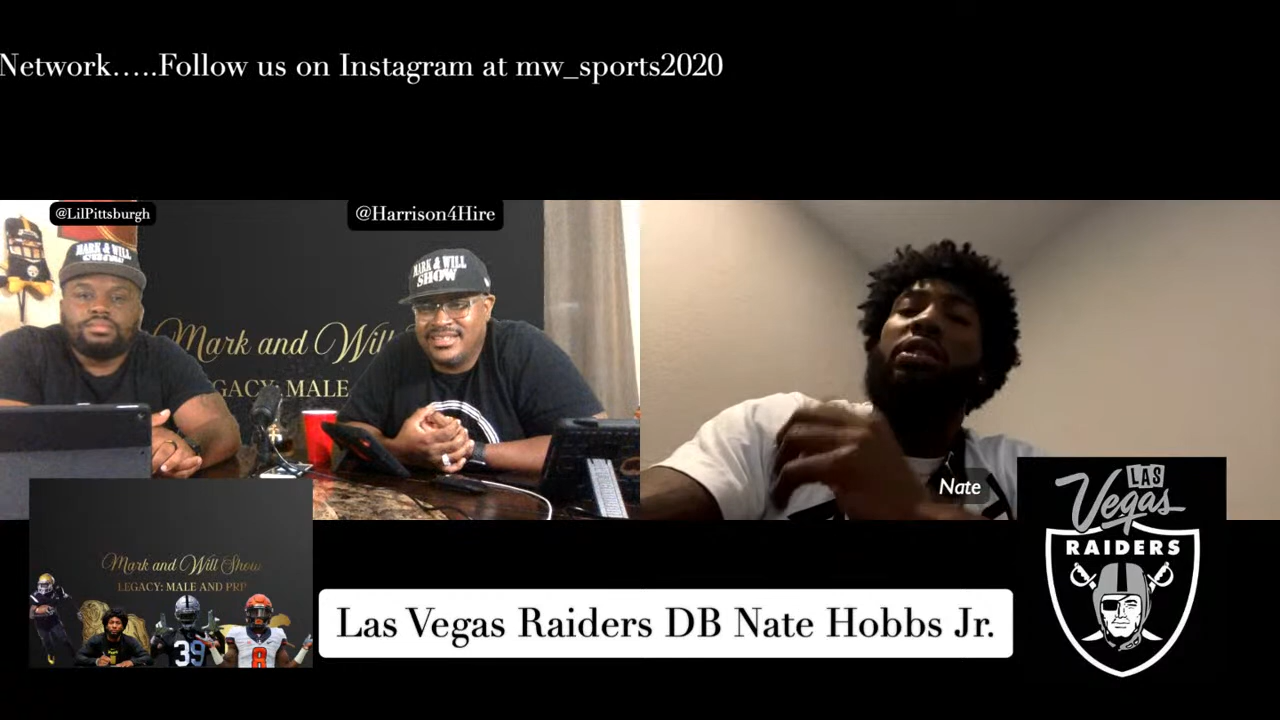 Network.....Follow us on Instagram at mw_sports2020
@LilPittsburgh
@Harrison4Hire
MARK & WILL
SHOW
MARK & WILL
SHOW
Mark and Will
LEGACY: MALE
Nate
LAS
Vegas
RAIDERS
Mark and Will Show
LEGACY: MALE AND PRP
39
8
Las Vegas Raiders DB Nate Hobbs Jr.